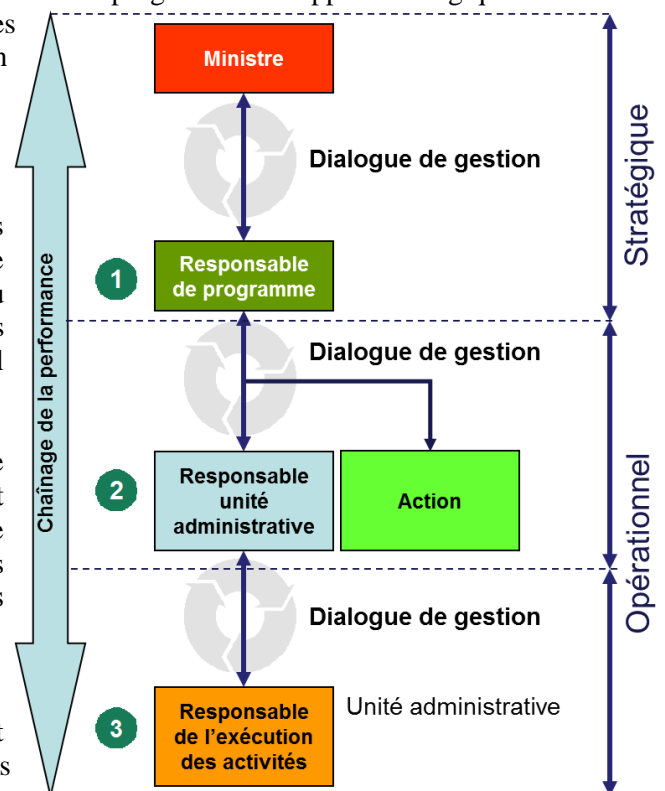 es
n
Ministre
Dialogue de gestion
Stratégique
s
e
u
s
l
1
Responsable
de programme
Chaînage de la performance
Dialogue de gestion
e
t
e
s
s
2
Responsable
unité
administrative
Action
Opérationnel
Dialogue de gestion
t
s
3
Responsable
de l'exécution
des activités
Unité administrative